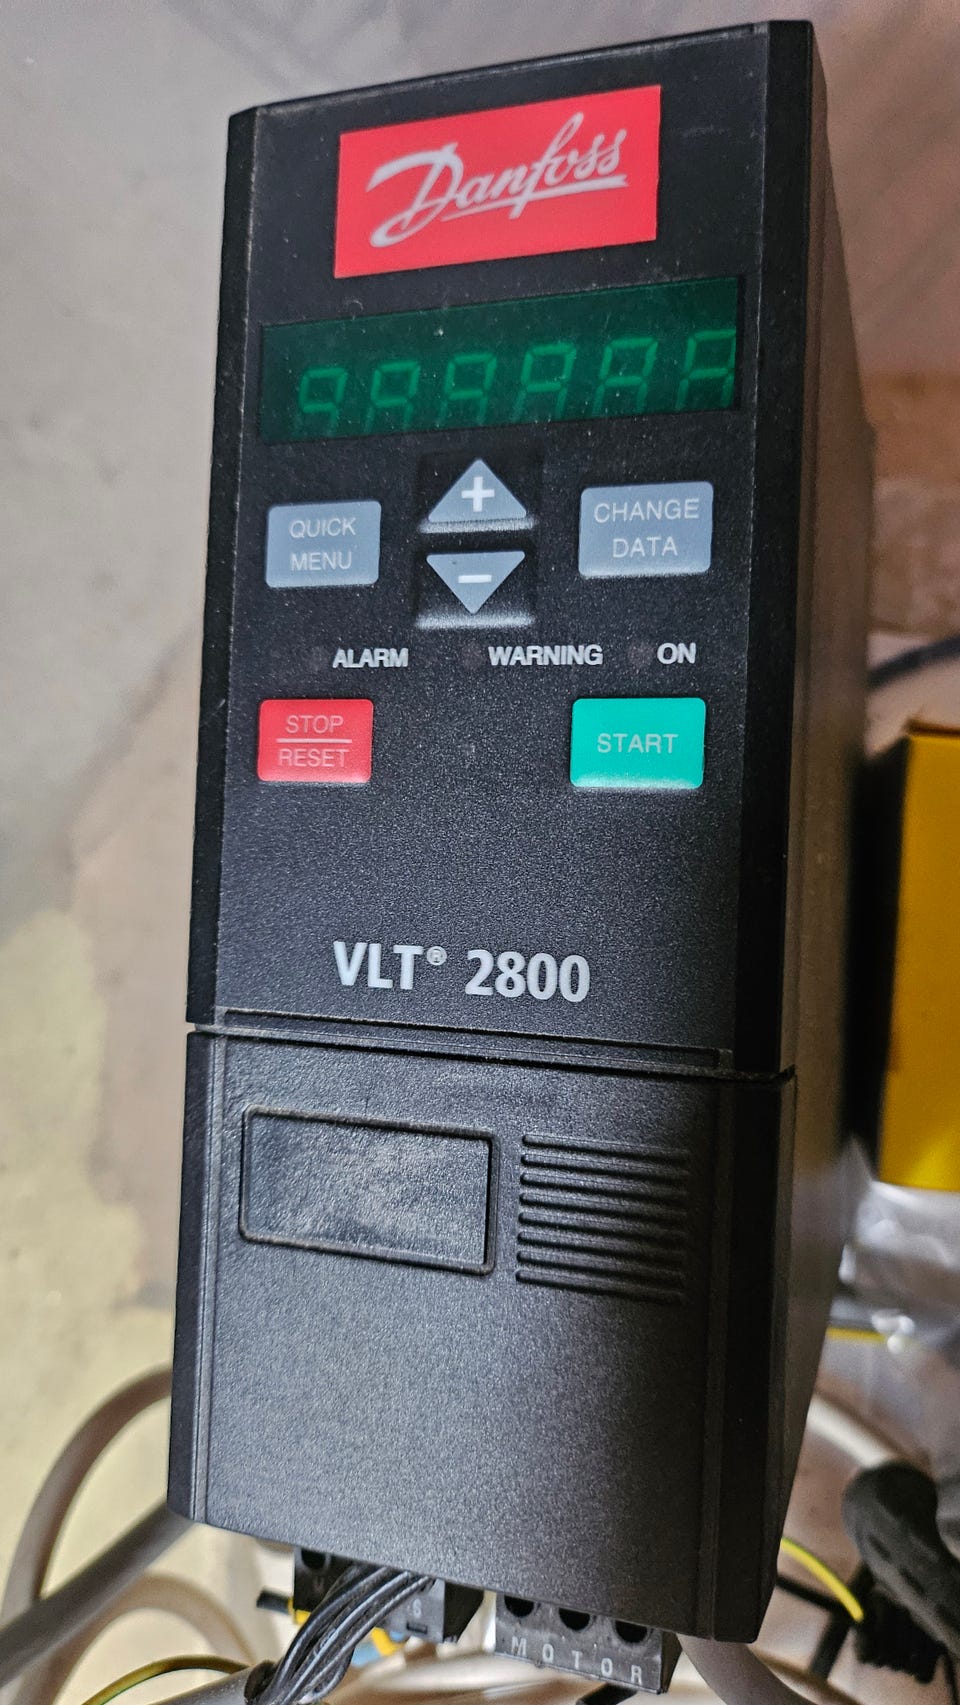 Danfoss
QUICK
MENU
+
-
CHANGE
DATA
ALARM
WARNING
ON
STOP
RESET
START
VLT® 2800
MOTOR